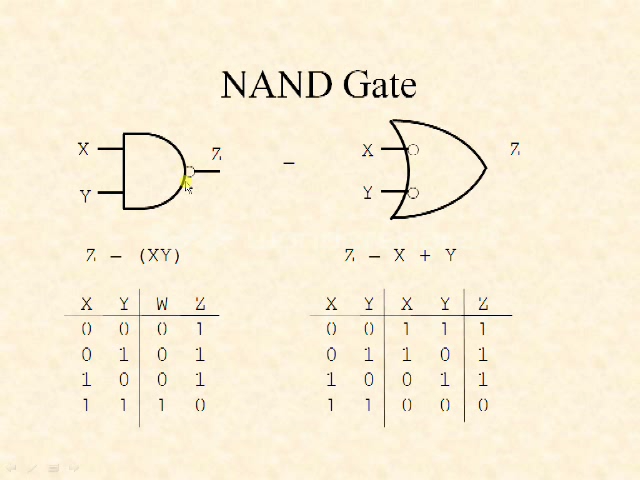 NAND Gate
X Z – X Z
Y Y
Z – (XY) Z – X + Y
X Y W Z X Y X Y Z
0 0 0 1 0 0 1 1 1
0 1 0 1 0 1 1 0 1
1 0 0 1 1 0 0 1 1
1 1 1 0 1 1 0 0 0